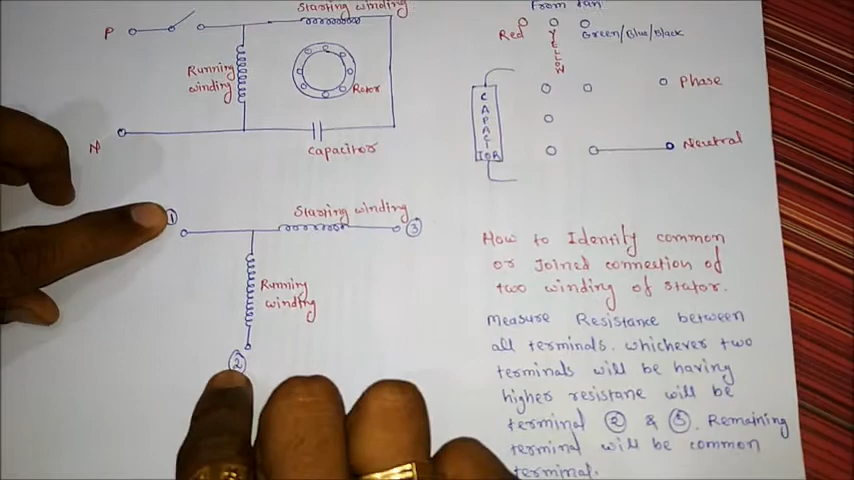 Starting winding
P
Running
winding
Rotor
N
capacitor
From fan
Red
YELLOW
Green/Blue/Black
CAPACITOR
Phase
Neutral
1
Starting winding
3
Running
winding
2
How to Identify common
or Joined connection of
two winding of stator.
Measure Resistance between
all terminals. whichever two
terminals will be having
higher resistane will be
terminal 2 & 3. Remaining
terminal will be common
terminal.